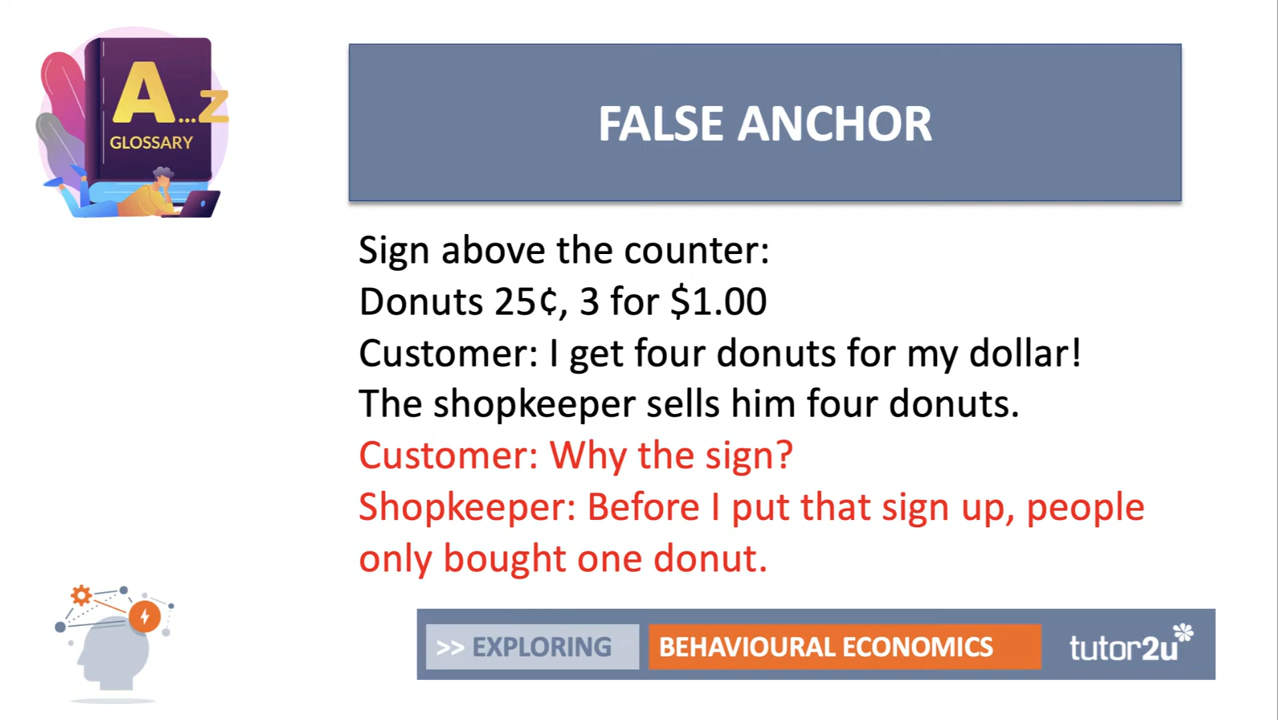 A...Z
GLOSSARY
FALSE ANCHOR
Sign above the counter:
Donuts 25¢, 3 for $1.00
Customer: I get four donuts for my dollar!
The shopkeeper sells him four donuts.
Customer: Why the sign?
Shopkeeper: Before I put that sign up, people
only bought one donut.
>> EXPLORING BEHAVIOURAL ECONOMICS tutor2u